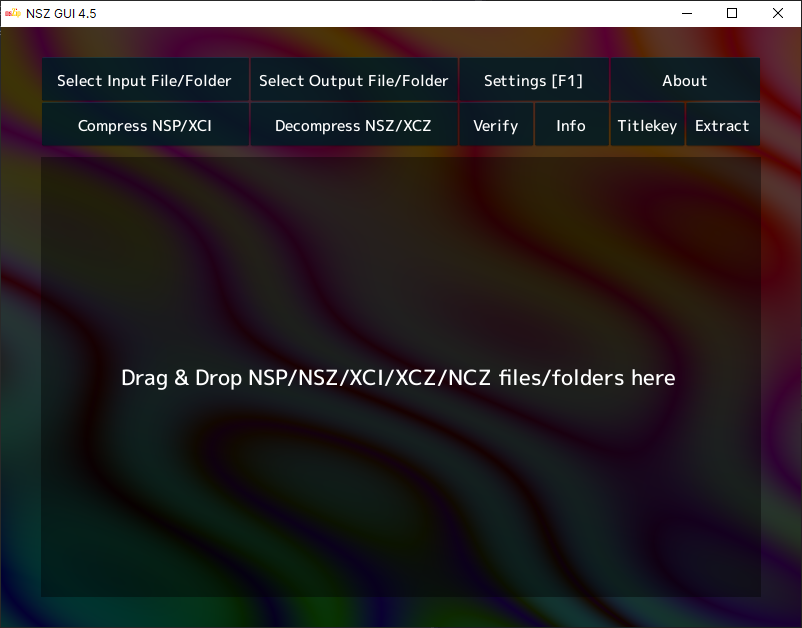 NSZ GUI 4.5
Select Input File/Folder Select Output File/Folder Settings [F1] About
Compress NSP/XCI Decompress NSZ/XCZ Verify Info Titlekey Extract
Drag & Drop NSP/NSZ/XCI/XCZ/NCZ files/folders here